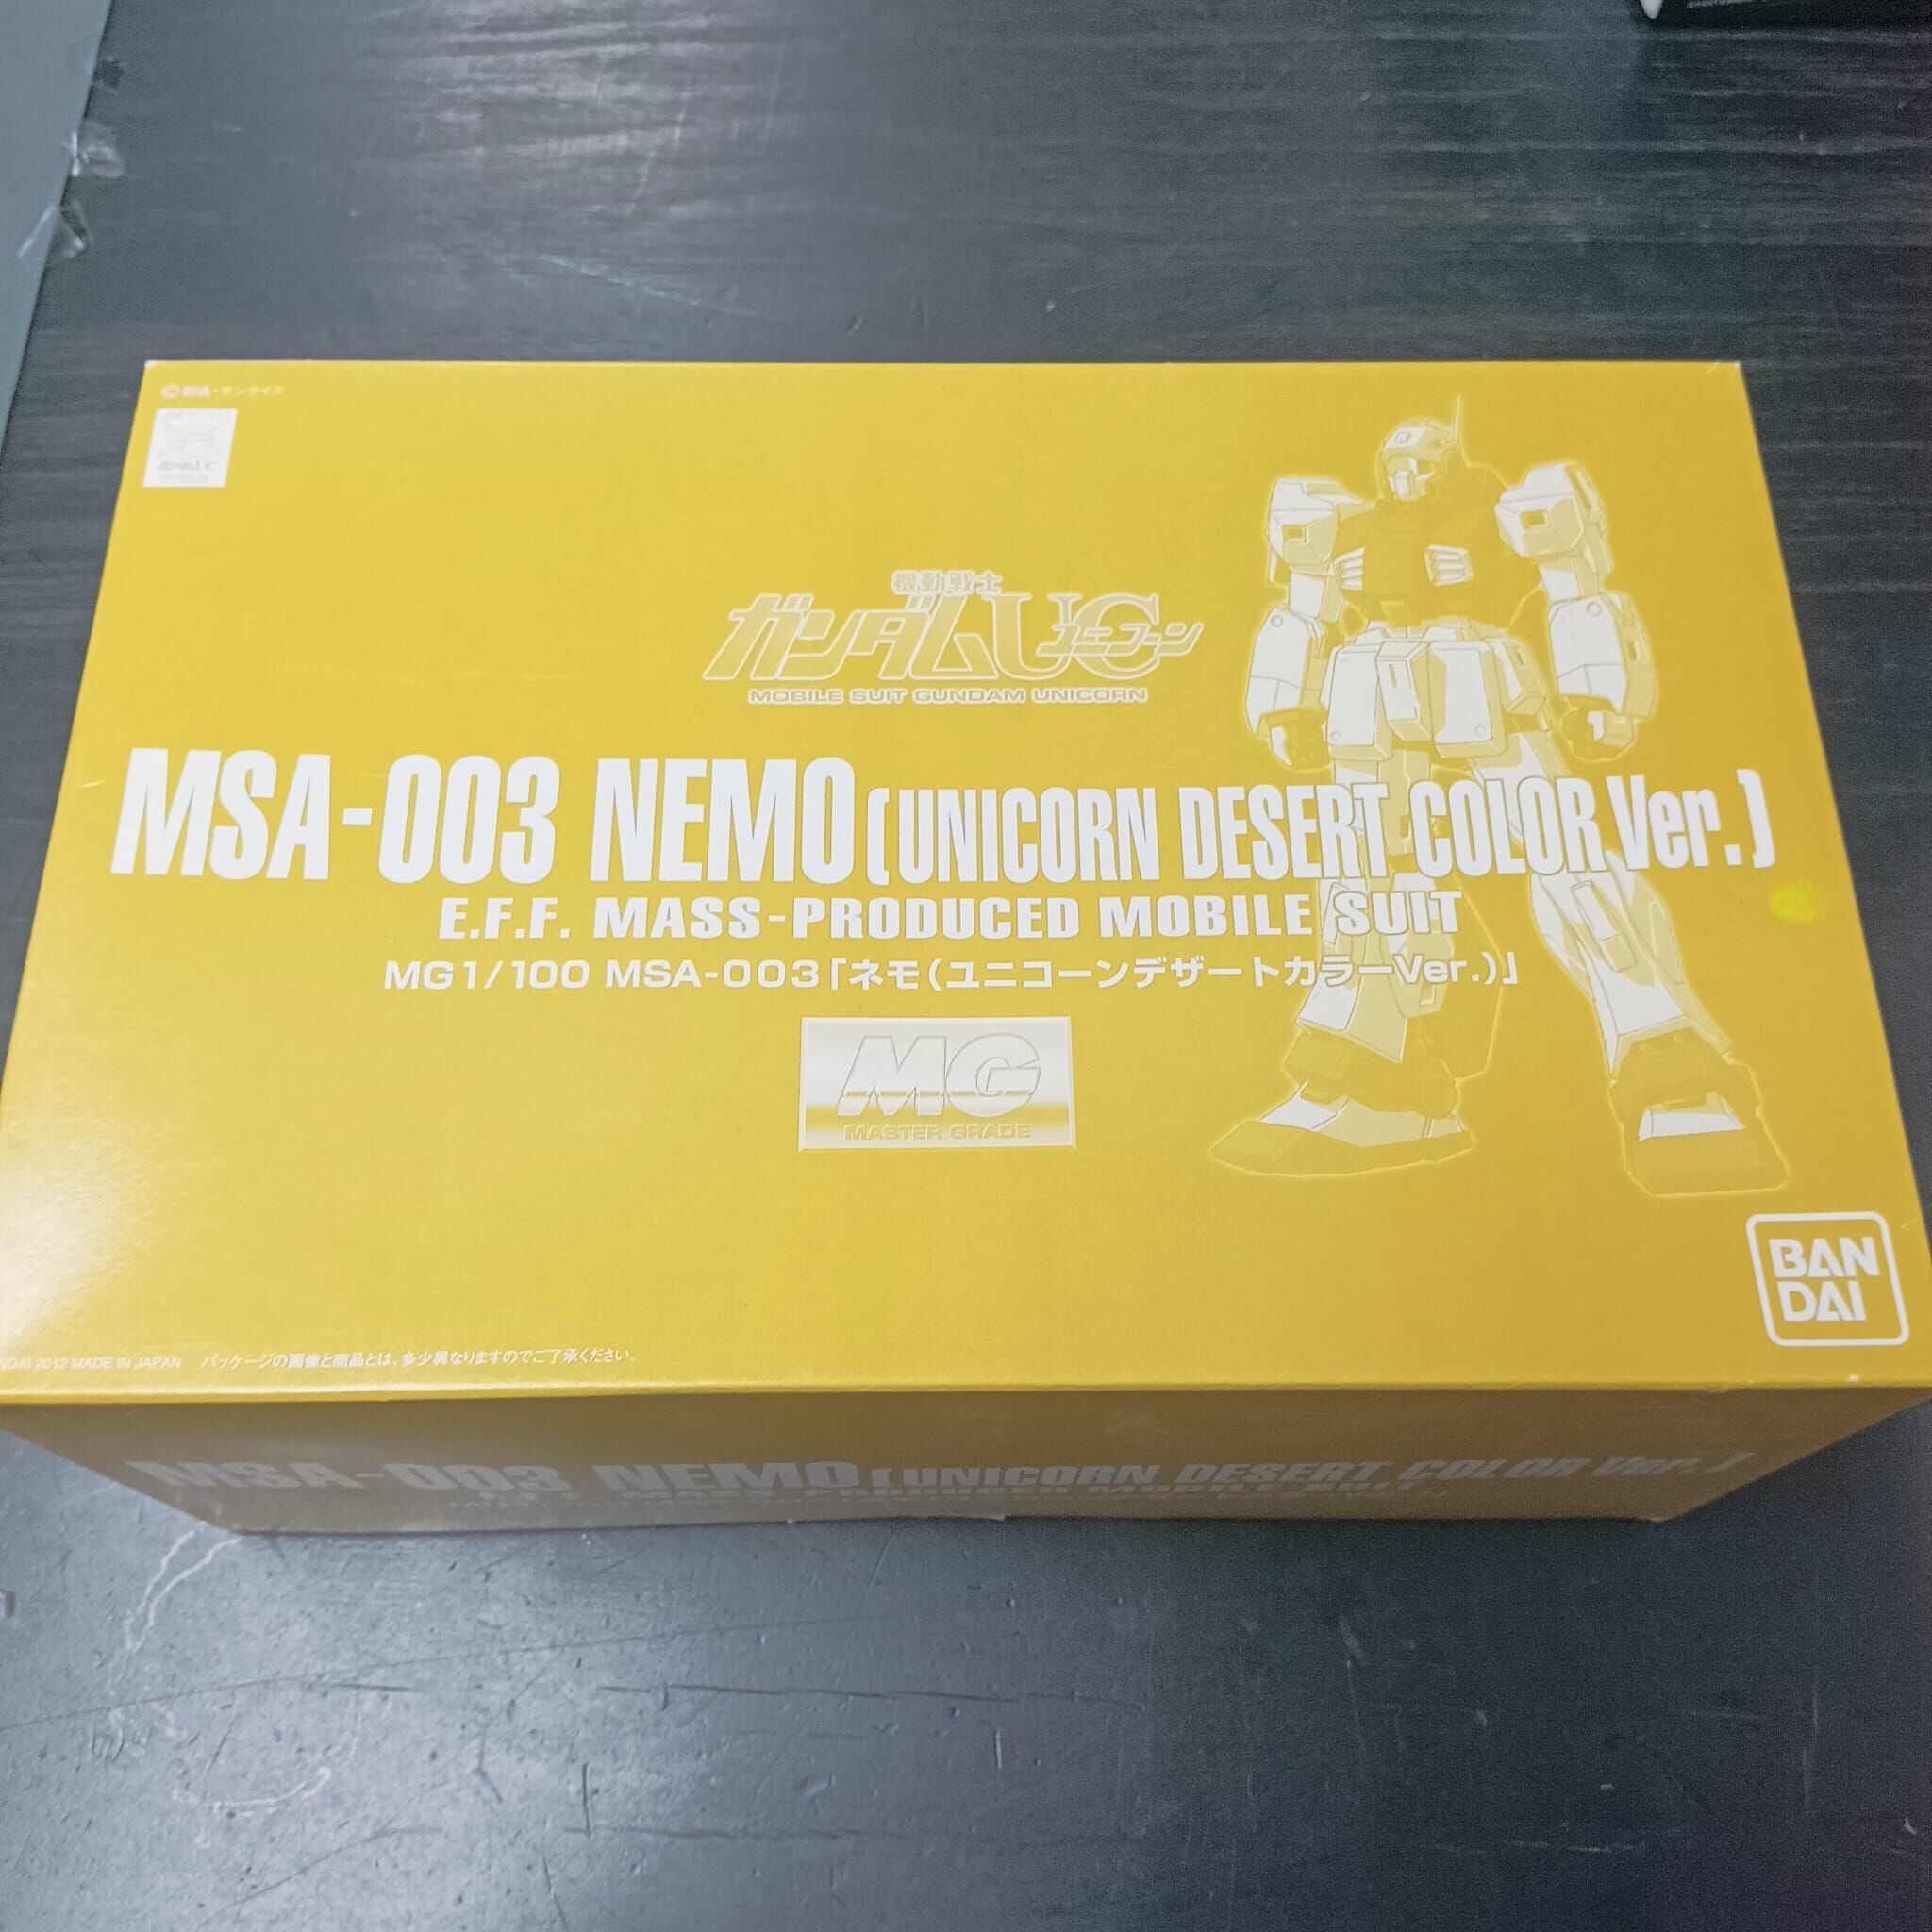 創通・サンライズ
機動戦士
ガンダムUC
ユニコーン
MOBILE SUIT GUNDAM UNICORN
MSA-003 NEMO(UNICORN DESERT COLOR Ver.)
E.F.F. MASS-PRODUCED MOBILE SUIT
MG1/100 MSA-003「ネモ(ユニコーンデザートカラーVer.)」
MG
MASTER GRADE
BAN
DAI
2012 MADE IN JAPAN パッケージの画像と商品とは、多少異なりますのでご了承ください。
MSA-003 NEMO(UNICORN DESERT COLOR Ver.)